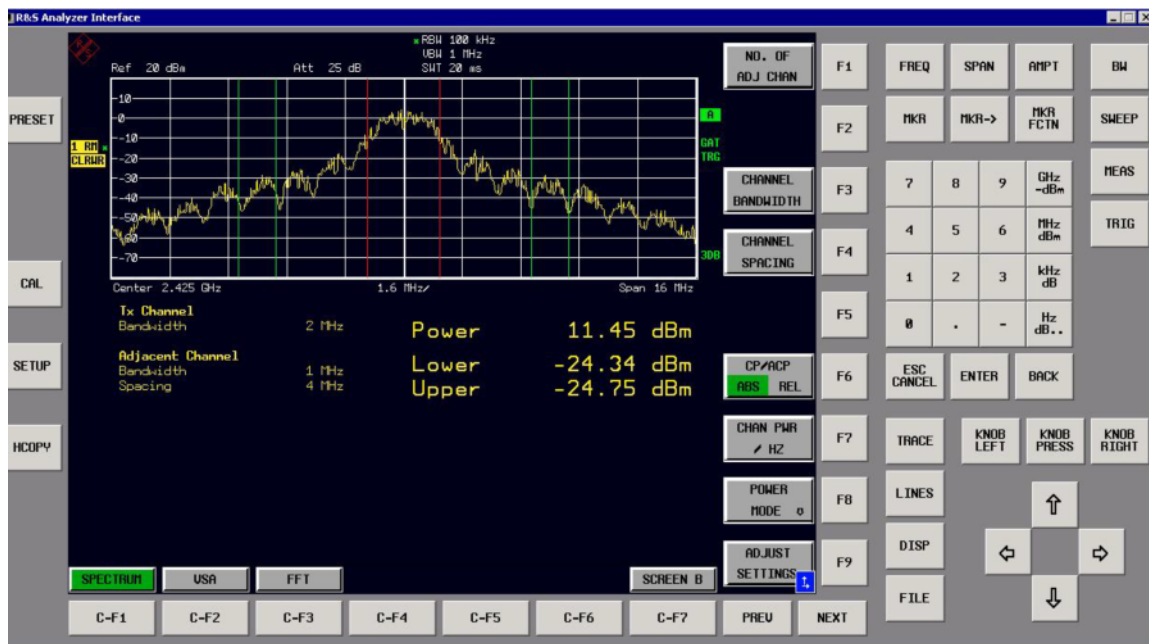 R&S Analyzer Interface
* RBW 100 kHz
VBW 1 MHz
Ref 20 dBm Att 25 dB SWT 20 ms
10
0
-10
-20
-30
-40
-50
-60
-70
1 RM *
CLRWR
A
GAT
TRG
3DB
Center 2.425 GHz 1.6 MHz/ Span 16 MHz
Tx Channel
Bandwidth 2 MHz Power 11.45 dBm
Adjacent Channel
Bandwidth 1 MHz Lower -24.34 dBm
Spacing 4 MHz Upper -24.75 dBm
PRESET
CAL
SETUP
HCOPY
NO. OF
ADJ CHAN
CHANNEL
BANDWIDTH
CHANNEL
SPACING
CP/ACP
ABS REL
CHAN PWR
/ HZ
POWER
MODE
ADJUST
SETTINGS
F1
F2
F3
F4
F5
F6
F7
F8
F9
FREQ SPAN AMPT BW
MKR MKR-> MKR FCTN SWEEP
7 8 9 GHz -dBm MEAS
4 5 6 MHz dBm TRIG
1 2 3 kHz dB
0 . - Hz dB..
ESC CANCEL ENTER BACK
TRACE KNOB LEFT KNOB PRESS KNOB RIGHT
LINES
DISP
FILE
SPECTRUM VSA FFT SCREEN B
C-F1 C-F2 C-F3 C-F4 C-F5 C-F6 C-F7 PREV NEXT